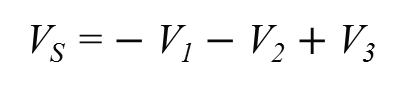 V_S = − V_1 − V_2 + V_3